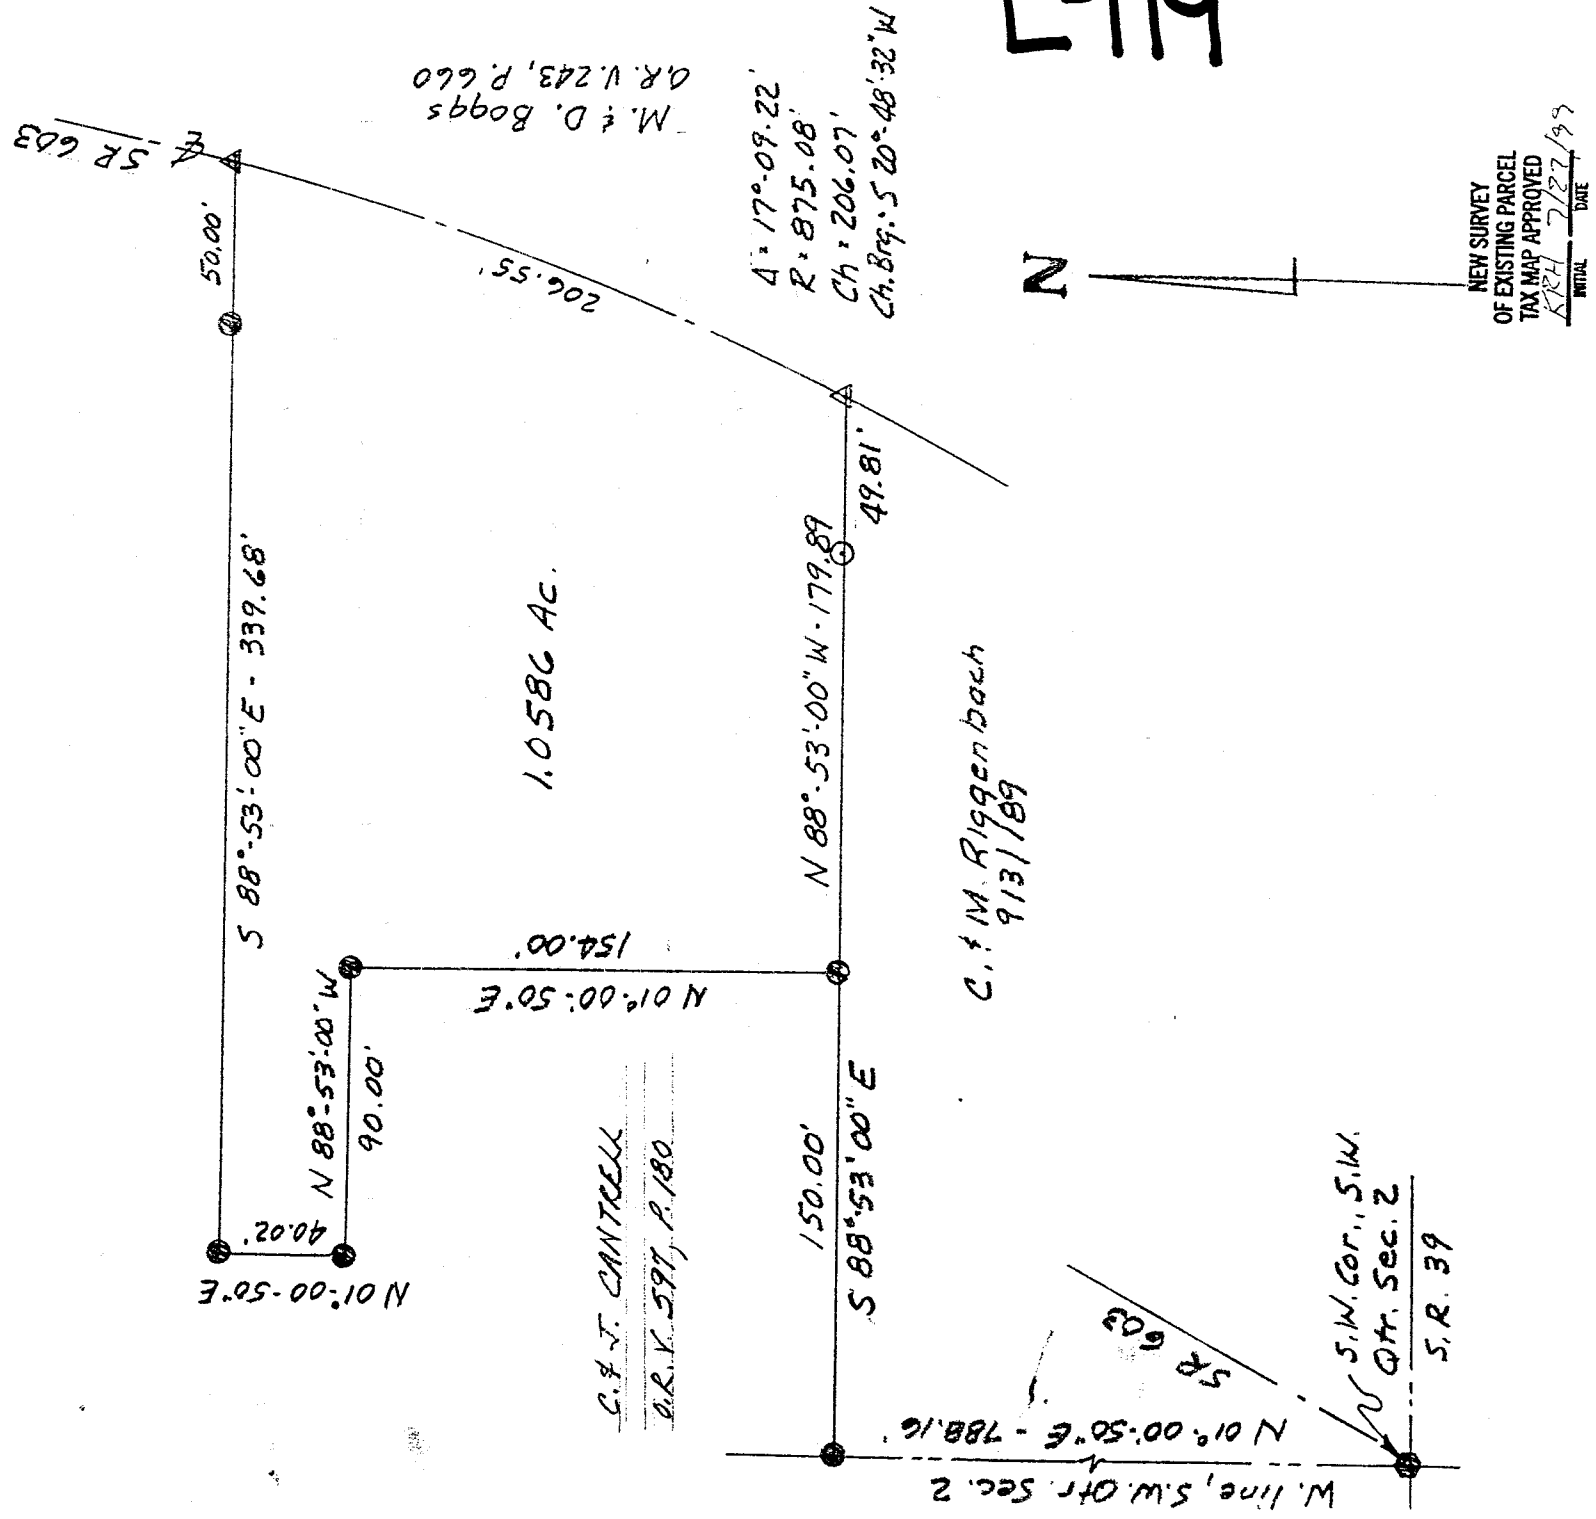 L-119
M. & D. Boggs
O.R. V. 243, P. 660
SR 603
℄
50.00'
206.55'
Δ = 17°-09'-22"
R = 875.08'
Ch = 206.07'
Ch. Brg. = S 20°-48'-32" W
S 88°-53'-00" E - 339.68'
1.0586 Ac.
N 88°-53'-00" W - 179.89
49.81'
154.00'
N 01°-00'-50" E
N 88°-53'-00" W
90.00'
40.02'
N 01°-00'-50" E
C. & J. CANTRELL
O.R.V. 597, P. 180
150.00'
S 88°-53'-00" E
C. & M. Riggenbach
913 / 189
N
NEW SURVEY
OF EXISTING PARCEL
TAX MAP APPROVED
KRH 7/27/99
INITIAL DATE
SR 603
N 01°-00'-50" E - 788.16'
W. line, S.W. Qtr. Sec. 2
S.W. Cor., S.W.
Qtr. Sec. 2
S.R. 39